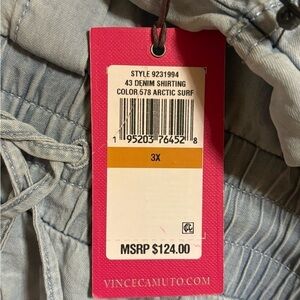 STYLE 9231994
43 DENIM SHIRTING
COLOR 578 ARCTIC SURF
1 95203 76452 8
3X
MSRP $124.00
VINCECAMUTO.COM